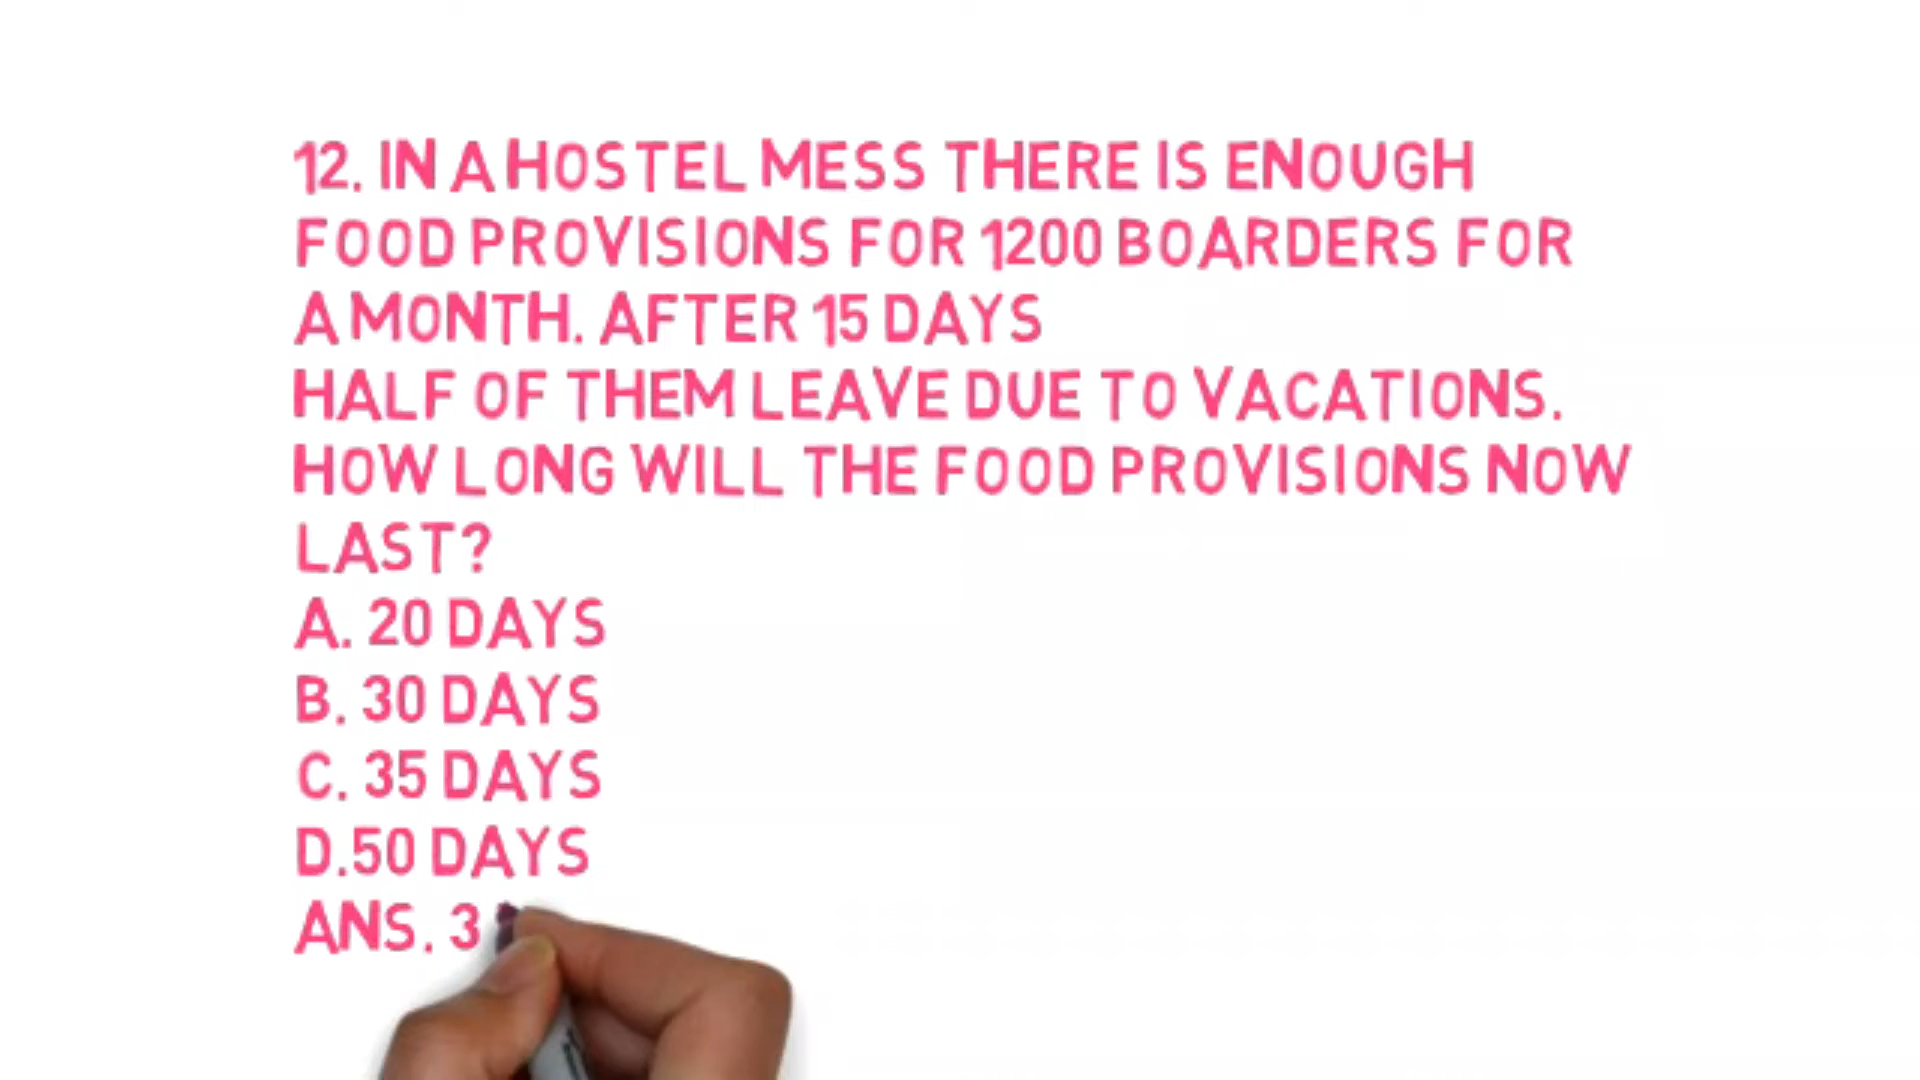 12. IN A HOSTEL MESS THERE IS ENOUGH
FOOD PROVISIONS FOR 1200 BOARDERS FOR
A MONTH. AFTER 15 DAYS
HALF OF THEM LEAVE DUE TO VACATIONS.
HOW LONG WILL THE FOOD PROVISIONS NOW
LAST?
A. 20 DAYS
B. 30 DAYS
C. 35 DAYS
D.50 DAYS
ANS. 3